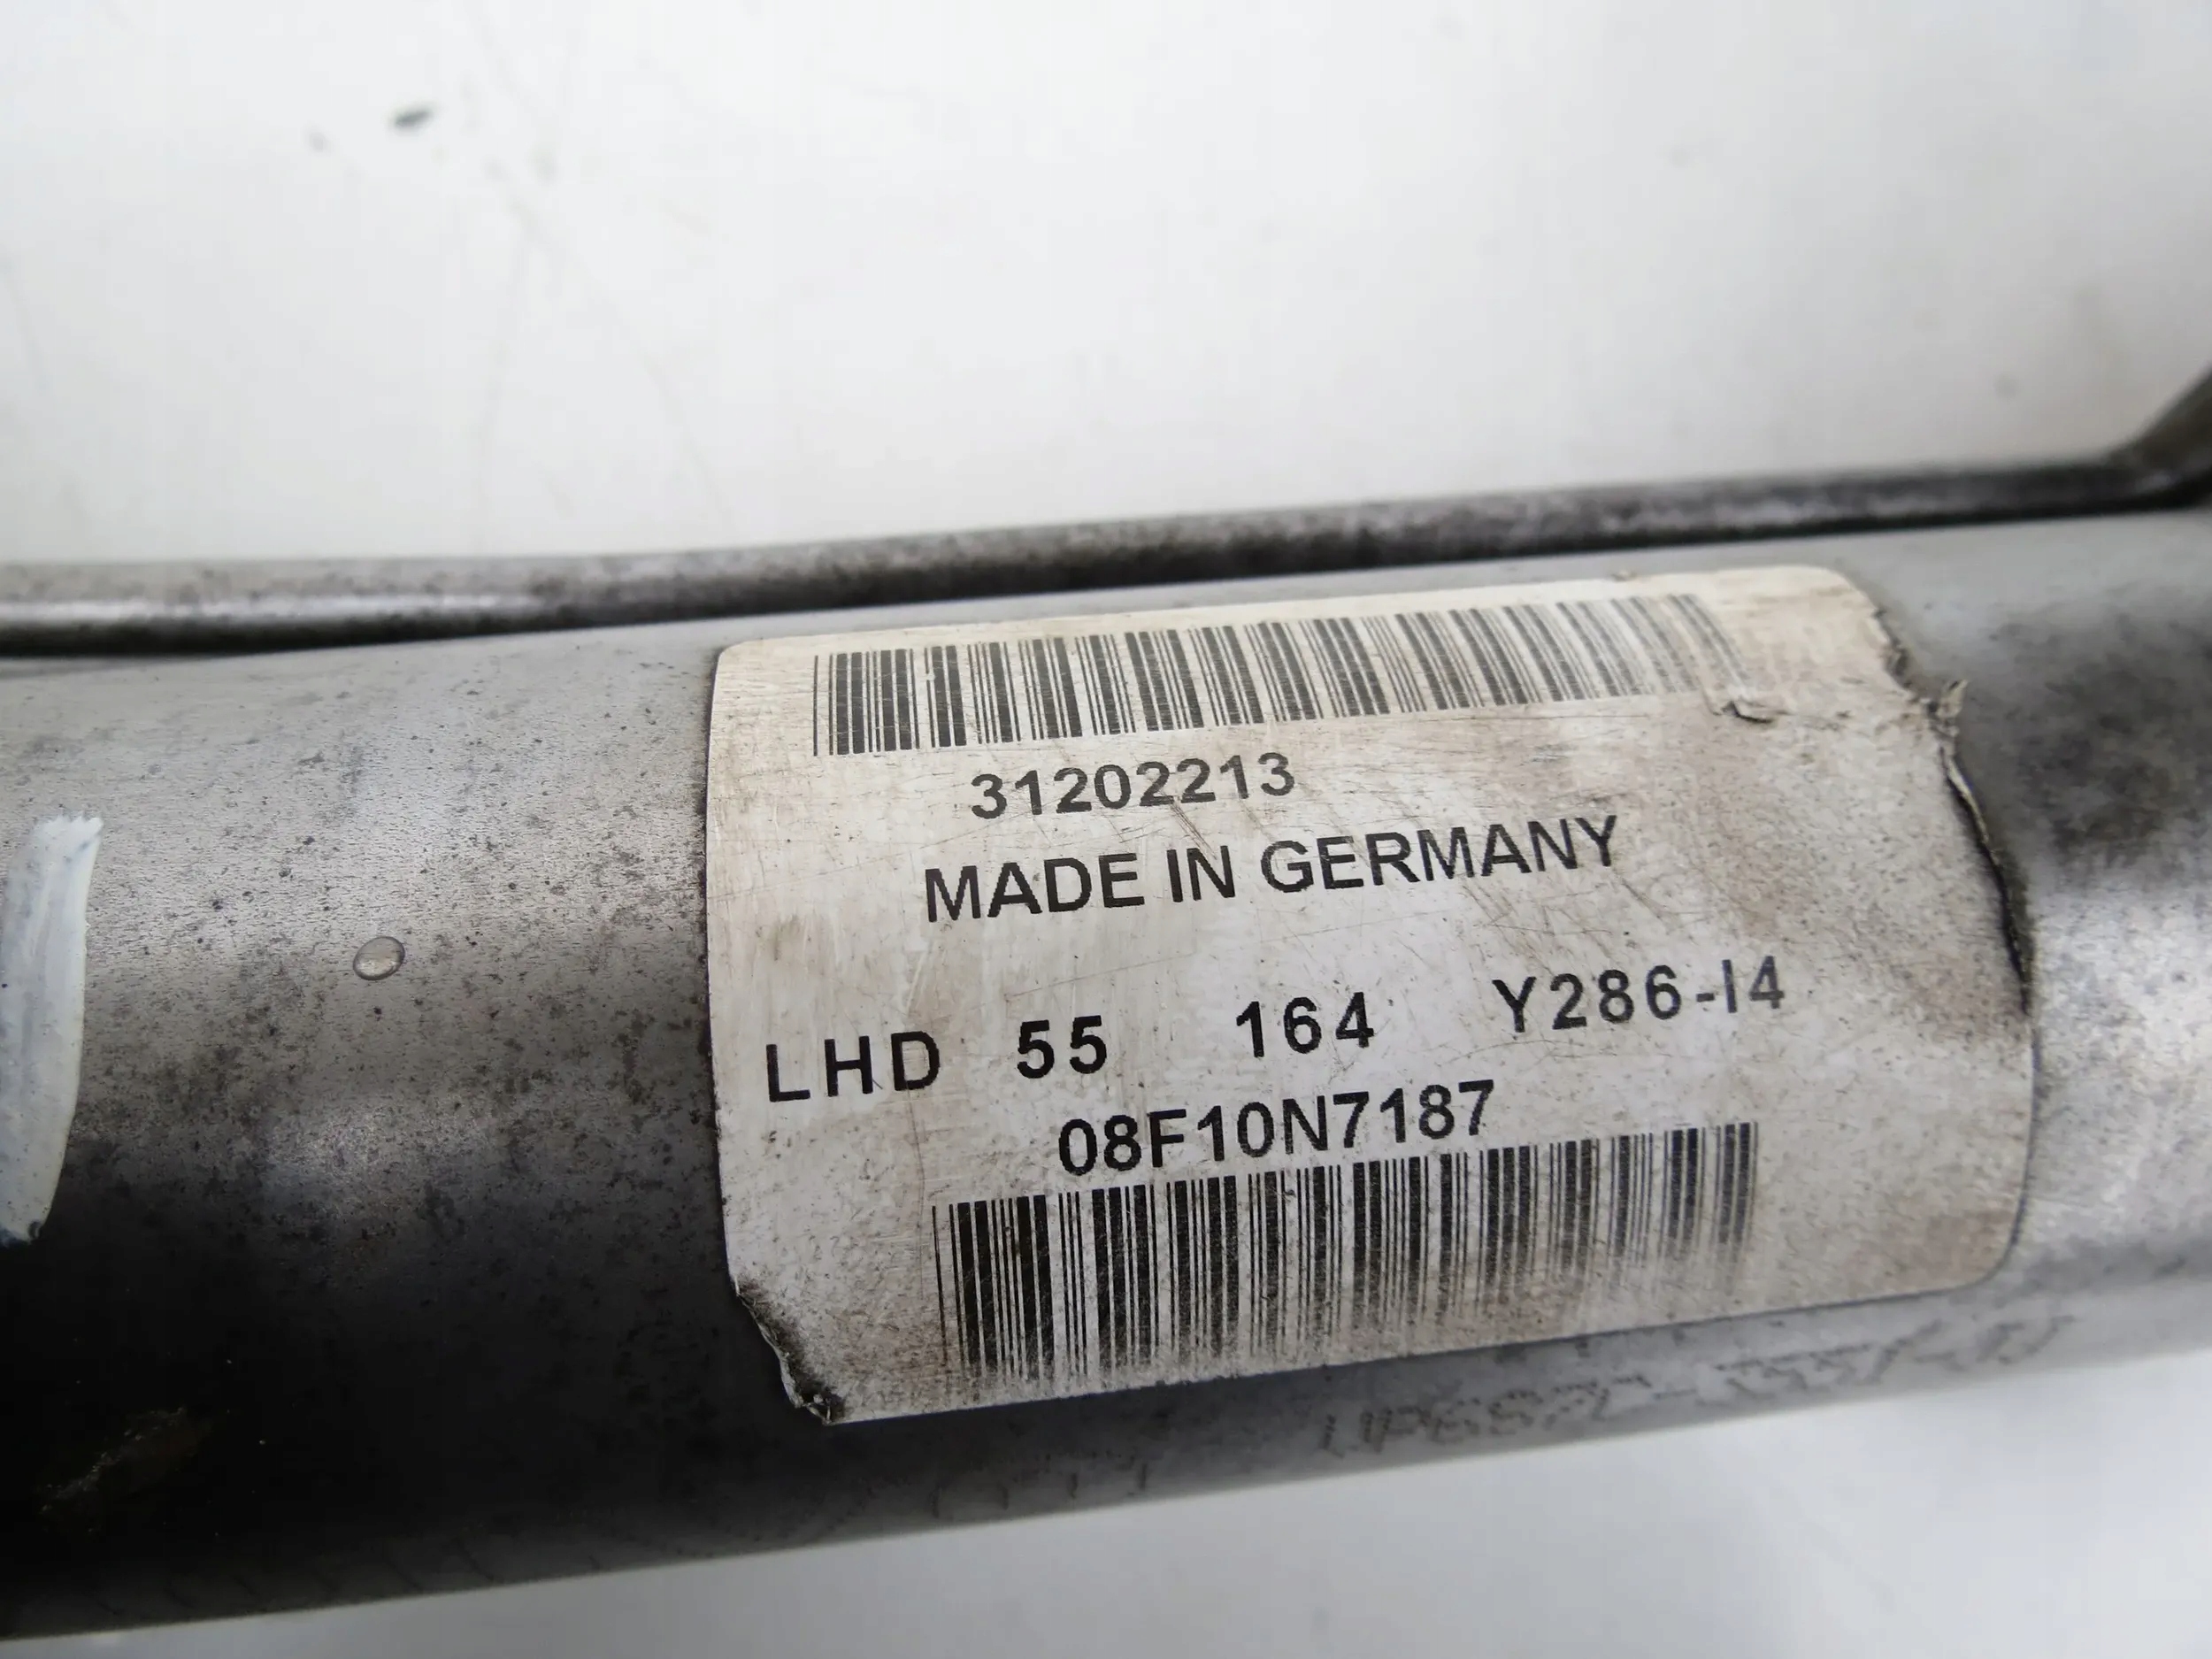 31202213
MADE IN GERMANY
LHD 55 164 Y286-I4
08F10N7187